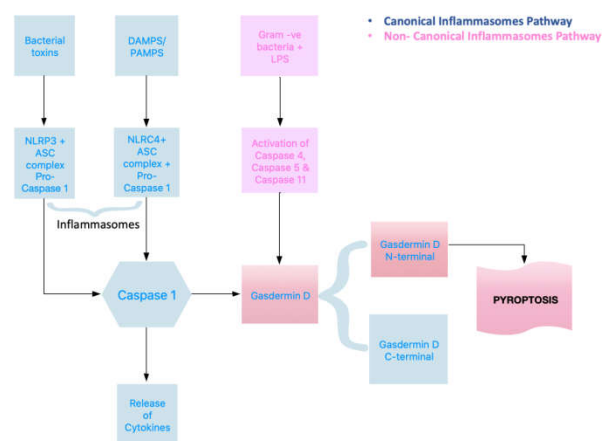 Bacterial
toxins
DAMPS/
PAMPS
Gram -ve
bacteria +
LPS
• Canonical Inflammasomes Pathway
• Non- Canonical Inflammasomes Pathway
NLRP3 +
ASC
complex
Pro-
Caspase 1
NLRC4+
ASC
complex +
Pro-
Caspase 1
Activation of
Caspase 4,
Caspase 5 &
Caspase 11
Inflammasomes
Caspase 1
Gasdermin D
Gasdermin D
N-terminal
PYROPTOSIS
Gasdermin D
C-terminal
Release
of
Cytokines